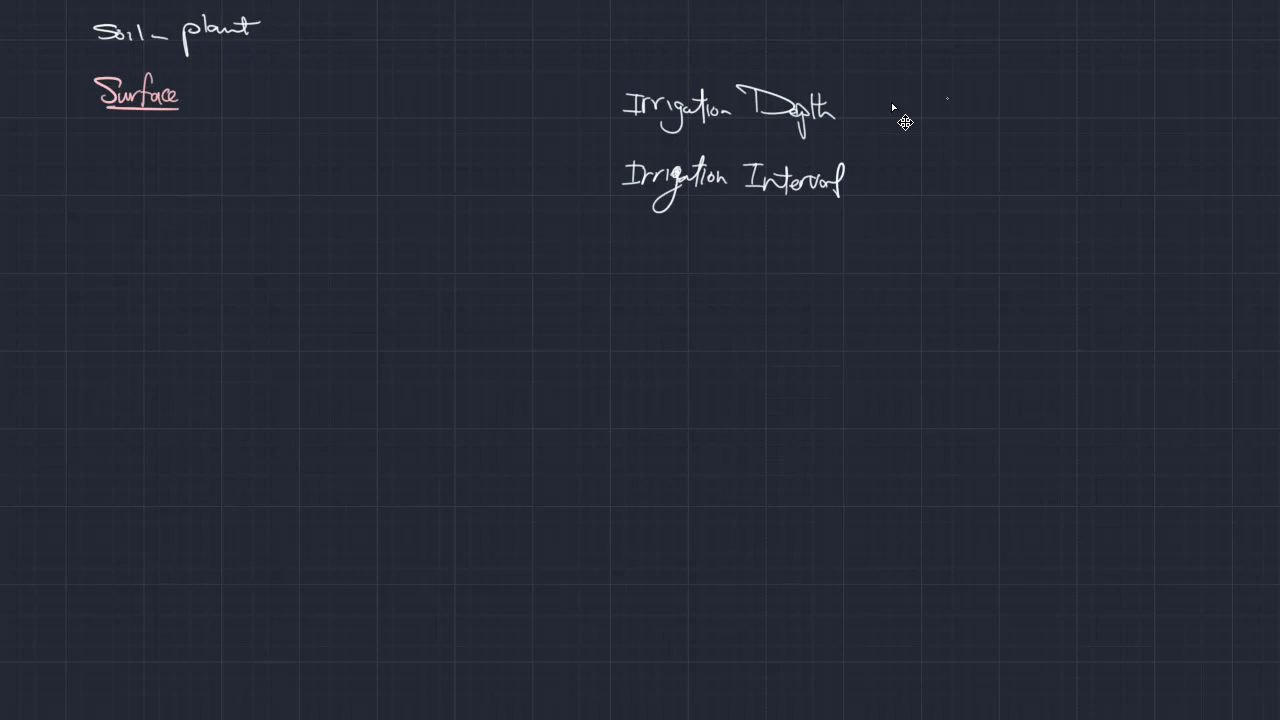 Soil - plant
Surface
Irrigation Depth
Irrigation Interval